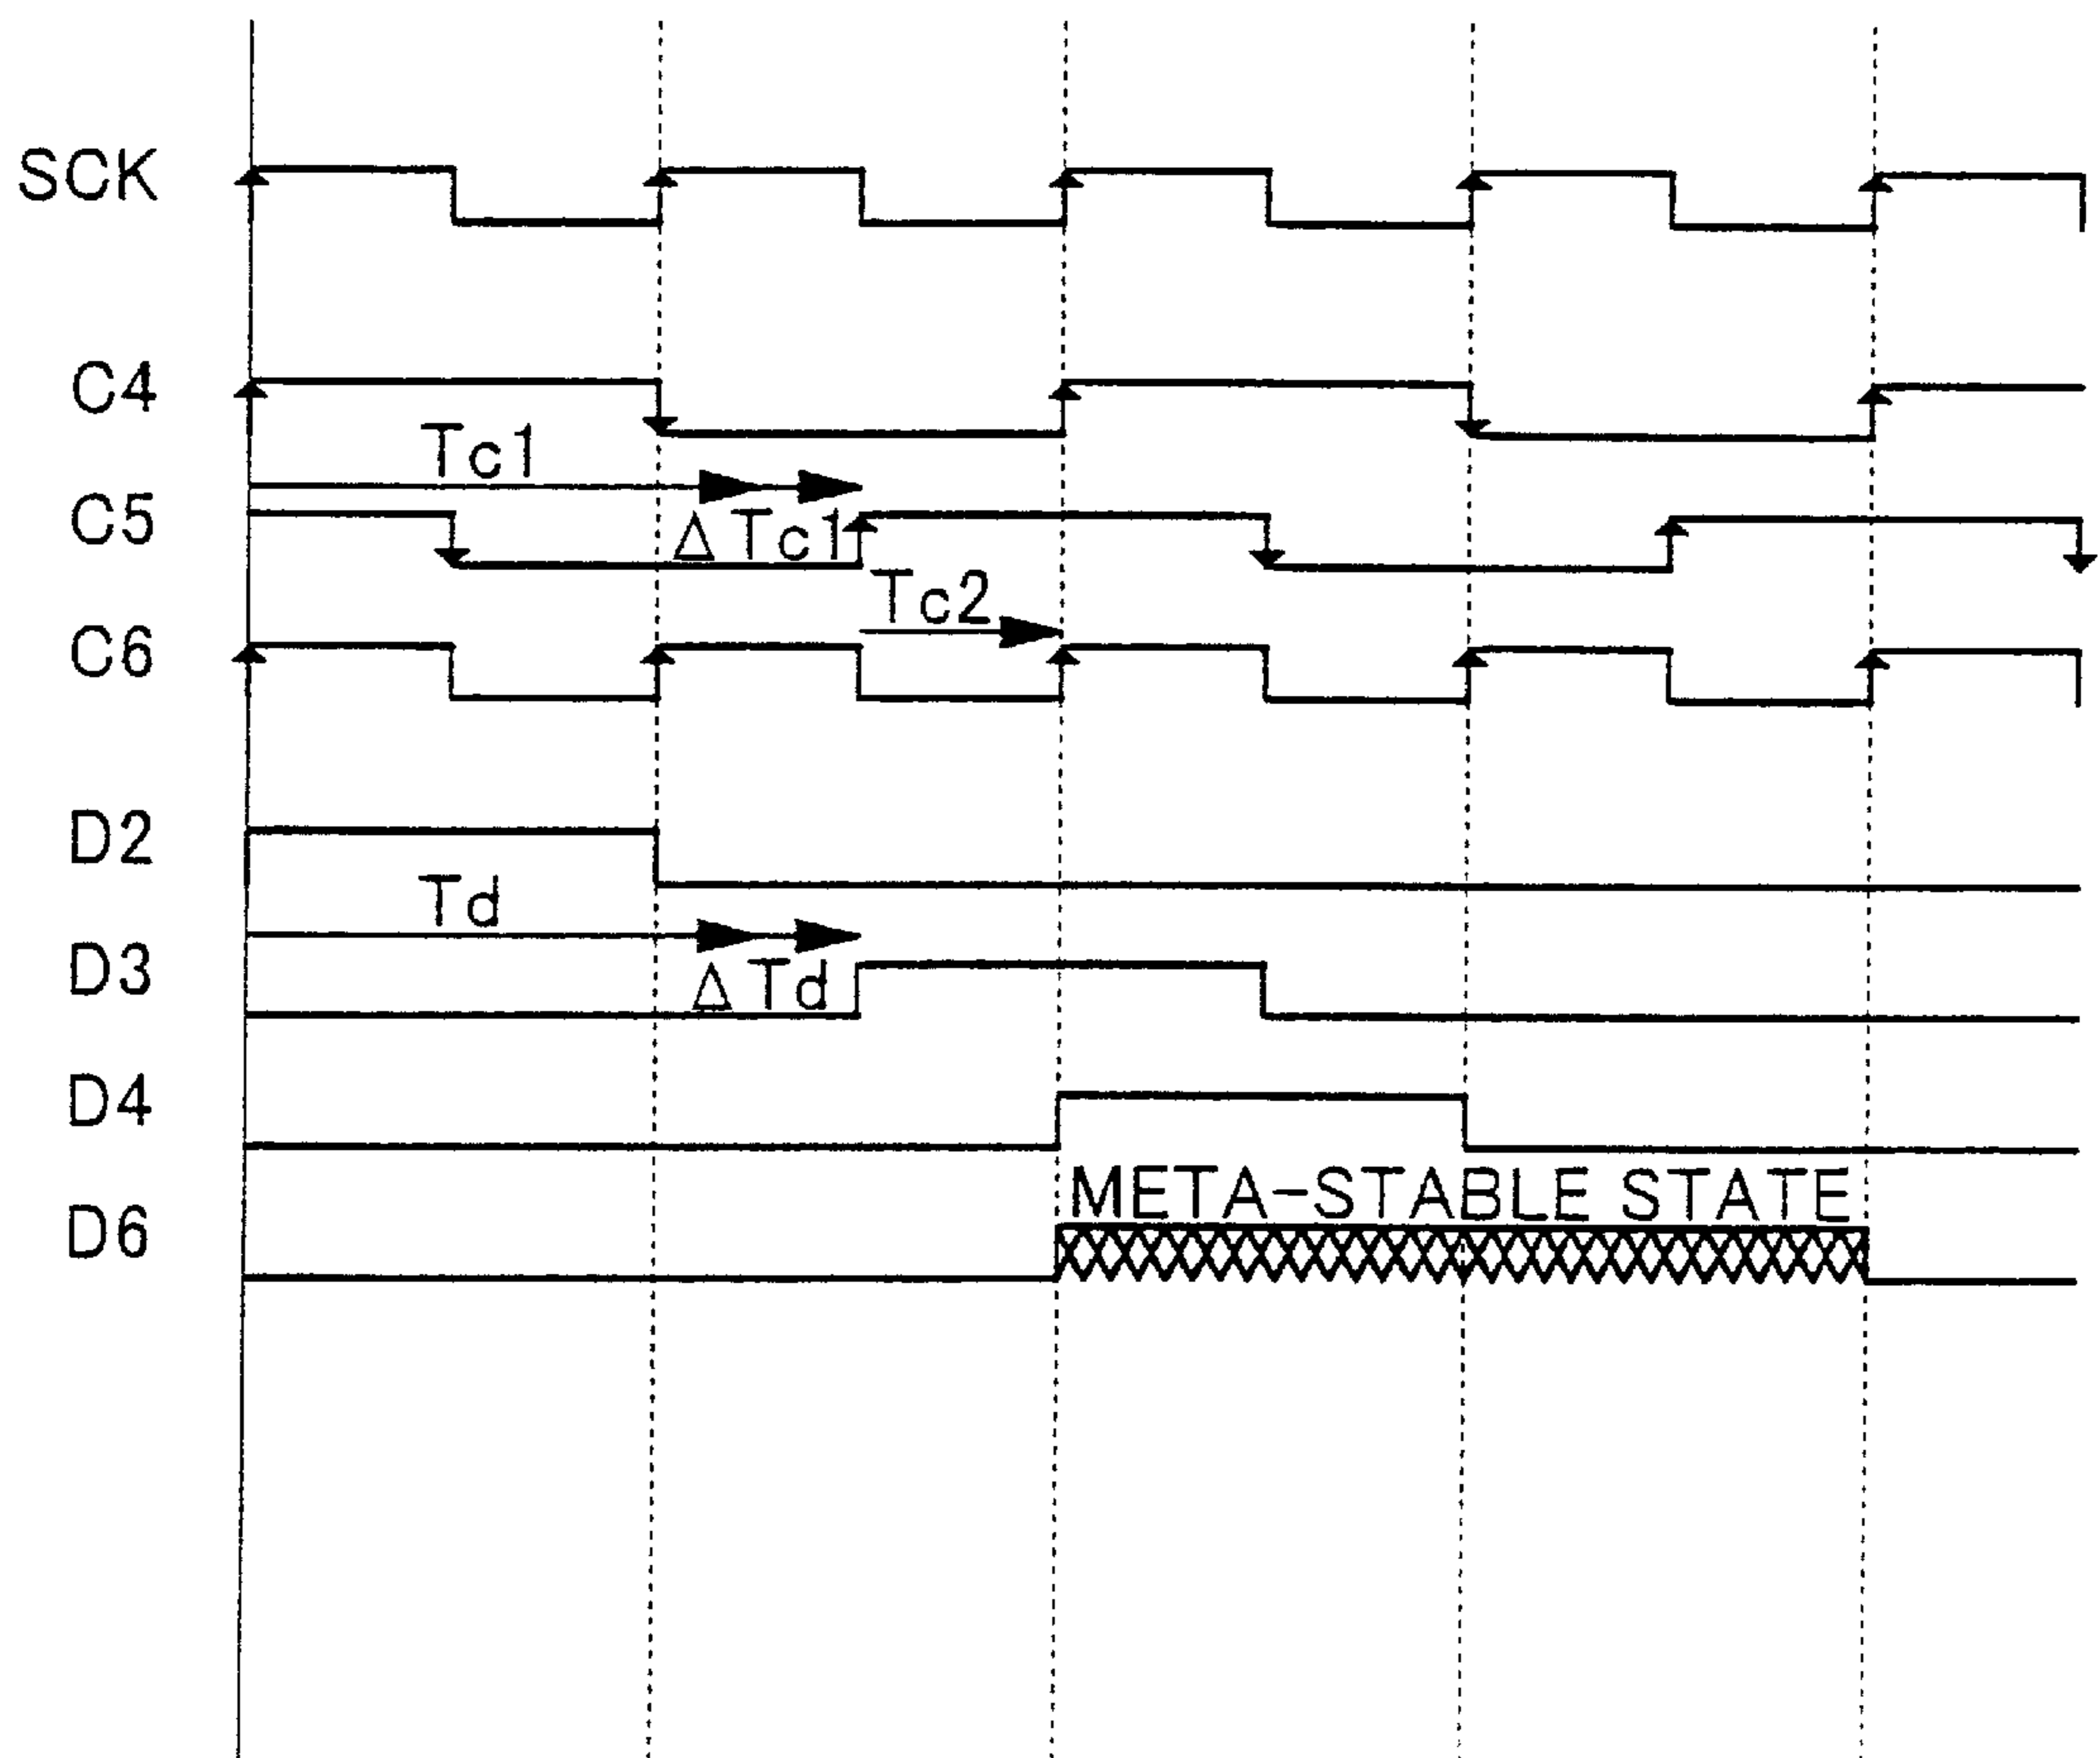 SCK
C4
Tc1
C5
ΔTc1
Tc2
C6
D2
Td
D3
ΔTd
D4
META-STABLE STATE
D6